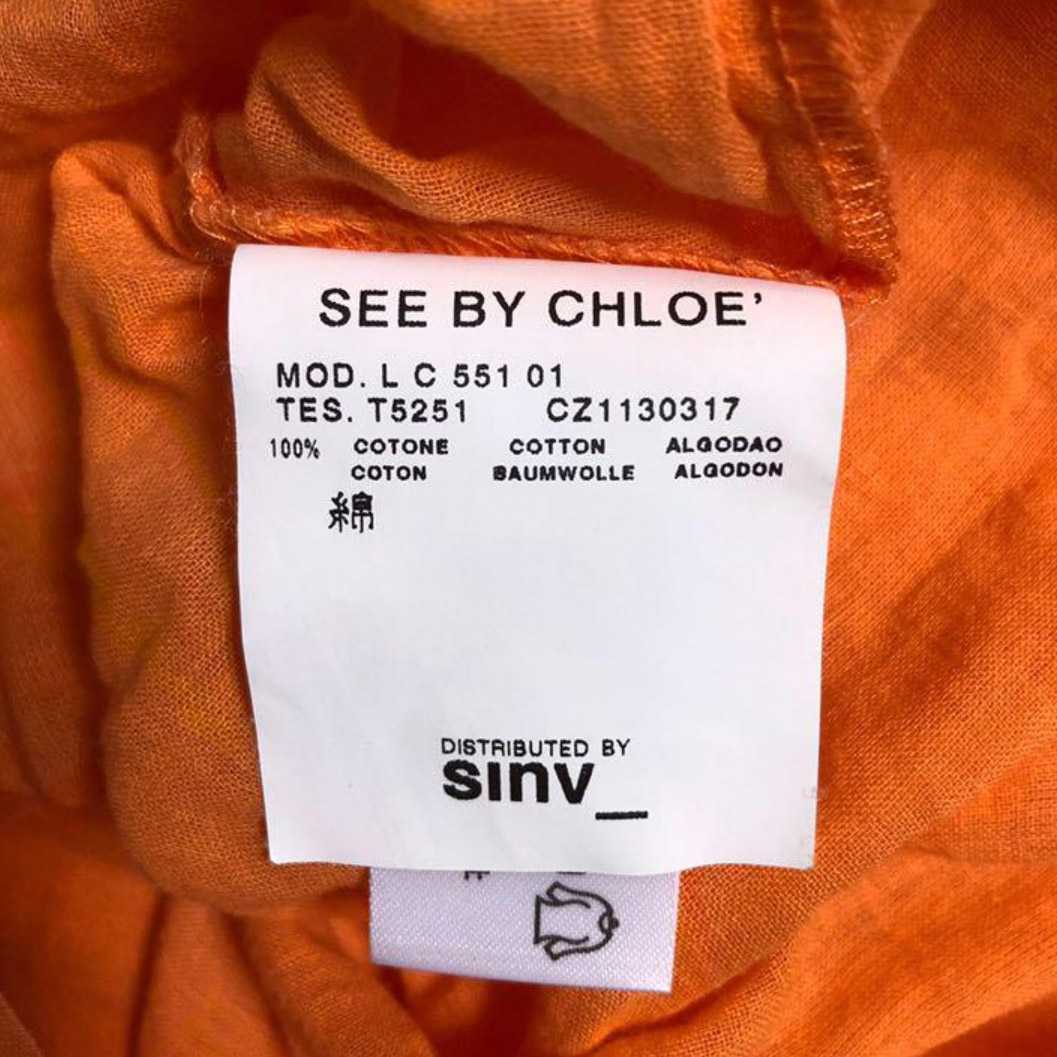 SEE BY CHLOE'
MOD. L C 551 01
TES. T5251 CZ1130317
100% COTONE COTTON ALGODAO
COTON BAUMWOLLE ALGODON
綿
DISTRIBUTED BY
sınv_